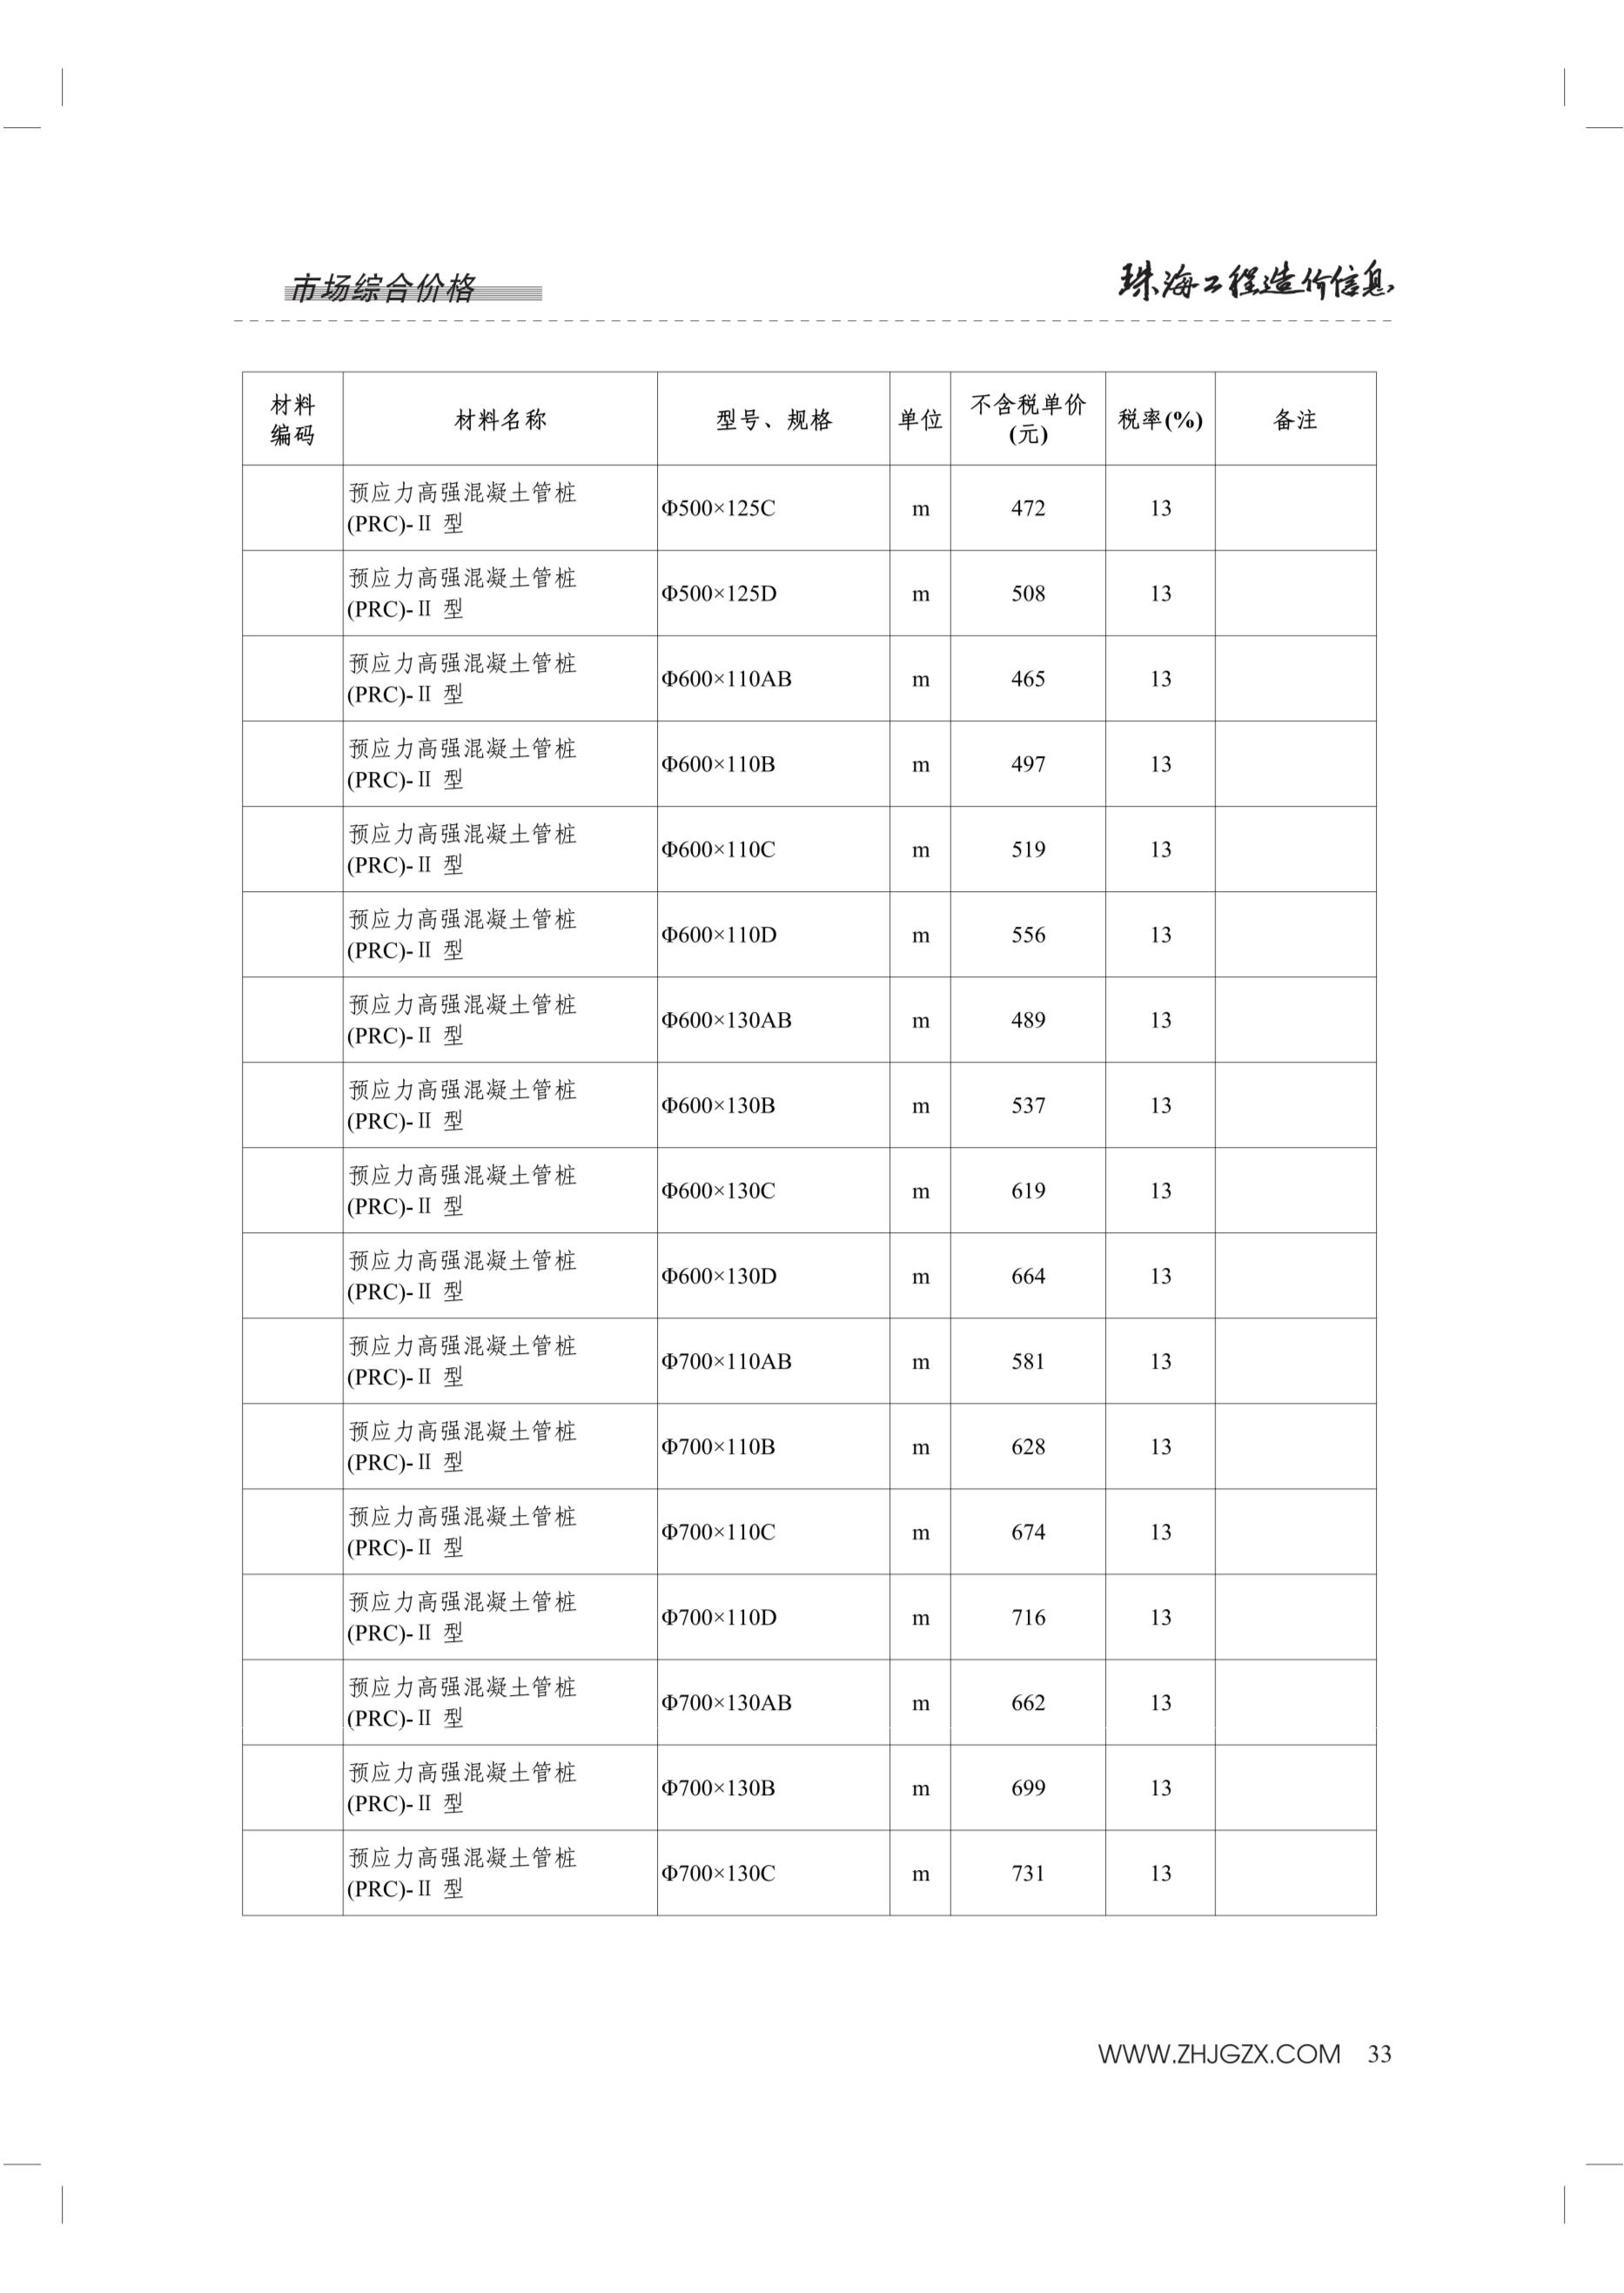 市场综合价格
珠海工程造价信息
材料
编码
材料名称
型号、规格
单位
不含税单价
(元)
税率(%)
备注
预应力高强混凝土管桩
(PRC)-Ⅱ 型
Φ500×125C
m
472
13
预应力高强混凝土管桩
(PRC)-Ⅱ 型
Φ500×125D
m
508
13
预应力高强混凝土管桩
(PRC)-Ⅱ 型
Φ600×110AB
m
465
13
预应力高强混凝土管桩
(PRC)-Ⅱ 型
Φ600×110B
m
497
13
预应力高强混凝土管桩
(PRC)-Ⅱ 型
Φ600×110C
m
519
13
预应力高强混凝土管桩
(PRC)-Ⅱ 型
Φ600×110D
m
556
13
预应力高强混凝土管桩
(PRC)-Ⅱ 型
Φ600×130AB
m
489
13
预应力高强混凝土管桩
(PRC)-Ⅱ 型
Φ600×130B
m
537
13
预应力高强混凝土管桩
(PRC)-Ⅱ 型
Φ600×130C
m
619
13
预应力高强混凝土管桩
(PRC)-Ⅱ 型
Φ600×130D
m
664
13
预应力高强混凝土管桩
(PRC)-Ⅱ 型
Φ700×110AB
m
581
13
预应力高强混凝土管桩
(PRC)-Ⅱ 型
Φ700×110B
m
628
13
预应力高强混凝土管桩
(PRC)-Ⅱ 型
Φ700×110C
m
674
13
预应力高强混凝土管桩
(PRC)-Ⅱ 型
Φ700×110D
m
716
13
预应力高强混凝土管桩
(PRC)-Ⅱ 型
Φ700×130AB
m
662
13
预应力高强混凝土管桩
(PRC)-Ⅱ 型
Φ700×130B
m
699
13
预应力高强混凝土管桩
(PRC)-Ⅱ 型
Φ700×130C
m
731
13
WWW.ZHJGZX.COM 33